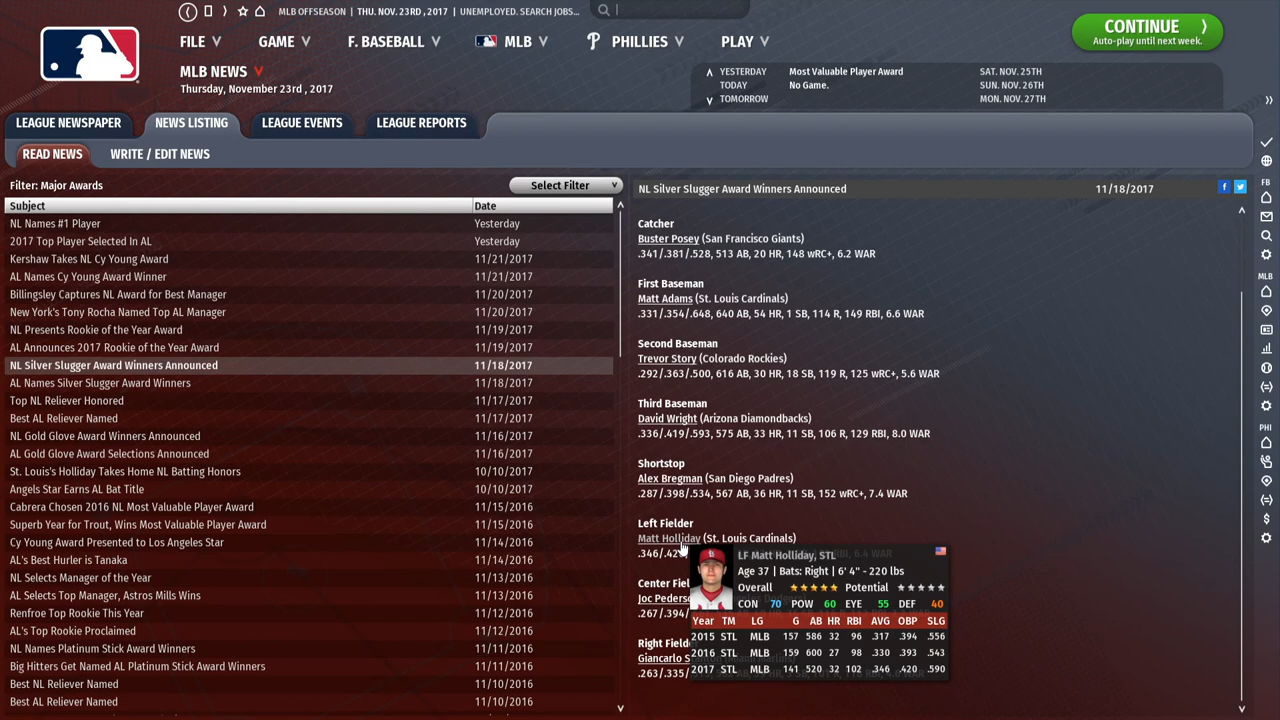 MLB OFFSEASON | THU. NOV. 23RD , 2017 | UNEMPLOYED. SEARCH JOBS...
FILE GAME F. BASEBALL MLB PHILLIES PLAY
CONTINUE
Auto-play until next week.
MLB NEWS
Thursday, November 23rd , 2017
YESTERDAY Most Valuable Player Award SAT. NOV. 25TH
TODAY No Game. SUN. NOV. 26TH
TOMORROW MON. NOV. 27TH
LEAGUE NEWSPAPER NEWS LISTING LEAGUE EVENTS LEAGUE REPORTS
READ NEWS WRITE / EDIT NEWS
Filter: Major Awards Select Filter
Subject Date
NL Names #1 Player Yesterday
2017 Top Player Selected In AL Yesterday
Kershaw Takes NL Cy Young Award 11/21/2017
AL Names Cy Young Award Winner 11/21/2017
Billingsley Captures NL Award for Best Manager 11/20/2017
New York's Tony Rocha Named Top AL Manager 11/20/2017
NL Presents Rookie of the Year Award 11/19/2017
AL Announces 2017 Rookie of the Year Award 11/19/2017
NL Silver Slugger Award Winners Announced 11/18/2017
AL Names Silver Slugger Award Winners 11/18/2017
Top NL Reliever Honored 11/17/2017
Best AL Reliever Named 11/17/2017
NL Gold Glove Award Winners Announced 11/16/2017
AL Gold Glove Award Selections Announced 11/16/2017
St. Louis's Holliday Takes Home NL Batting Honors 10/10/2017
Angels Star Earns AL Bat Title 10/10/2017
Cabrera Chosen 2016 NL Most Valuable Player Award 11/15/2016
Superb Year for Trout, Wins Most Valuable Player Award 11/15/2016
Cy Young Award Presented to Los Angeles Star 11/14/2016
AL's Best Hurler is Tanaka 11/14/2016
NL Selects Manager of the Year 11/13/2016
AL Selects Top Manager, Astros Mills Wins 11/13/2016
Renfroe Top Rookie This Year 11/12/2016
AL's Top Rookie Proclaimed 11/12/2016
NL Names Platinum Stick Award Winners 11/11/2016
Big Hitters Get Named AL Platinum Stick Award Winners 11/11/2016
Best NL Reliever Named 11/10/2016
Best AL Reliever Named 11/10/2016
NL Silver Slugger Award Winners Announced 11/18/2017
Catcher
Buster Posey (San Francisco Giants)
.341/.381/.528, 513 AB, 20 HR, 148 wRC+, 6.2 WAR
First Baseman
Matt Adams (St. Louis Cardinals)
.331/.354/.648, 640 AB, 54 HR, 1 SB, 114 R, 149 RBI, 6.6 WAR
Second Baseman
Trevor Story (Colorado Rockies)
.292/.363/.500, 616 AB, 30 HR, 18 SB, 119 R, 125 wRC+, 5.6 WAR
Third Baseman
David Wright (Arizona Diamondbacks)
.336/.419/.593, 575 AB, 33 HR, 11 SB, 106 R, 129 RBI, 8.0 WAR
Shortstop
Alex Bregman (San Diego Padres)
.287/.398/.534, 567 AB, 36 HR, 11 SB, 152 wRC+, 7.4 WAR
Left Fielder
Matt Holliday (St. Louis Cardinals)
.346/.42
Center Fiel
Joc Peders
.267/.394/
Right Fielde
Giancarlo S
.263/.335/
LF Matt Holliday, STL
Age 37 | Bats: Right | 6' 4" - 220 lbs
Overall Potential
CON 70 POW 60 EYE 55 DEF 40
Year TM LG G AB HR RBI AVG OBP SLG
2015 STL MLB 157 586 32 96 .317 .394 .556
2016 STL MLB 159 600 27 98 .330 .393 .543
2017 STL MLB 141 520 32 102 .346 .420 .590
FB
MLB
PHI